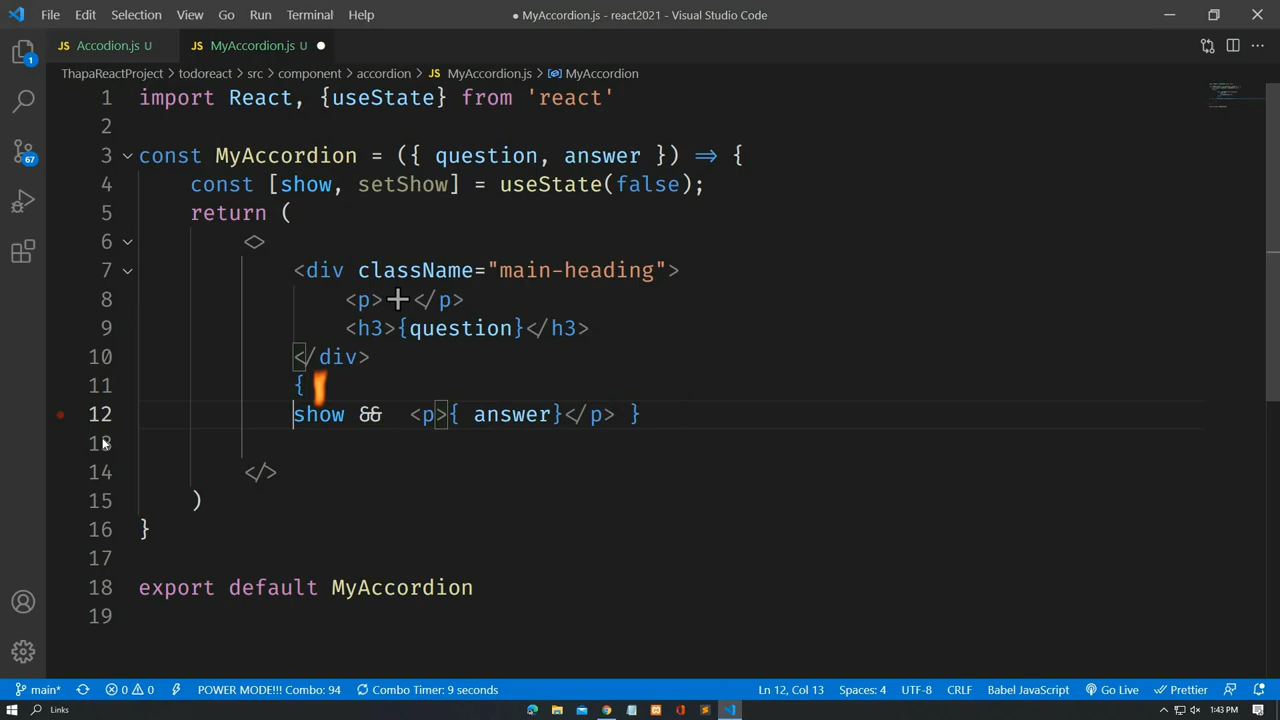 File Edit Selection View Go Run Terminal Help
● MyAccordion.js - react2021 - Visual Studio Code
JS Accodion.js U
JS MyAccordion.js U ●
ThapaReactProject > todoreact > src > component > accordion > JS MyAccordion.js > MyAccordion
1 import React, {useState} from 'react'
2
3 const MyAccordion = ({ question, answer }) => {
4 const [show, setShow] = useState(false);
5 return (
6 <>
7 <div className="main-heading">
8 <p>➕</p>
9 <h3>{question}</h3>
10 </div>
11 {
12 show && <p>{ answer}</p> }
13
14 </>
15 )
16 }
17
18 export default MyAccordion
19
1
67
main* 0 0 POWER MODE!!! Combo: 94 Combo Timer: 9 seconds Ln 12, Col 13 Spaces: 4 UTF-8 CRLF Babel JavaScript Go Live Prettier
Links 1:43 PM